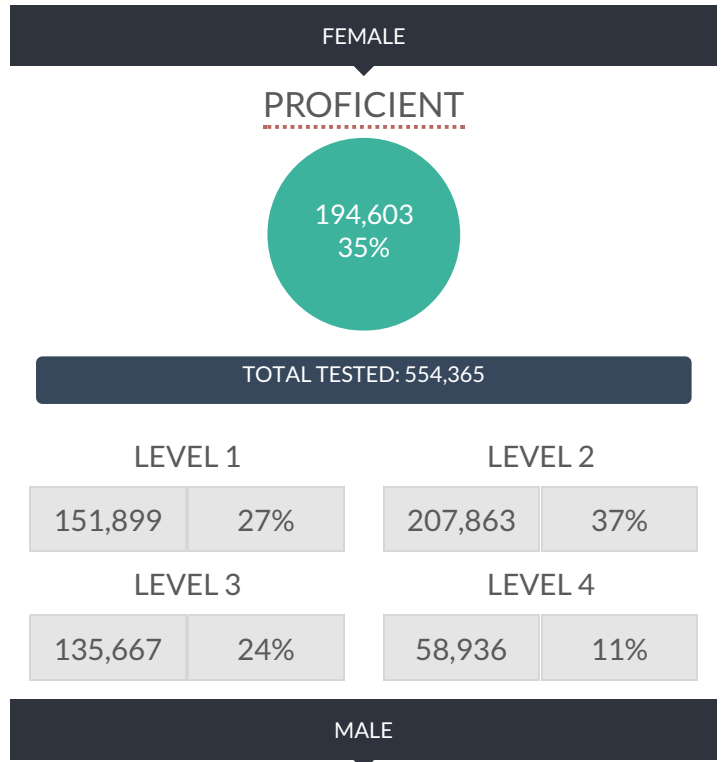 FEMALE
PROFICIENT
194,603
35%
TOTAL TESTED: 554,365
LEVEL 1
151,899 27%
LEVEL 2
207,863 37%
LEVEL 3
135,667 24%
LEVEL 4
58,936 11%
MALE